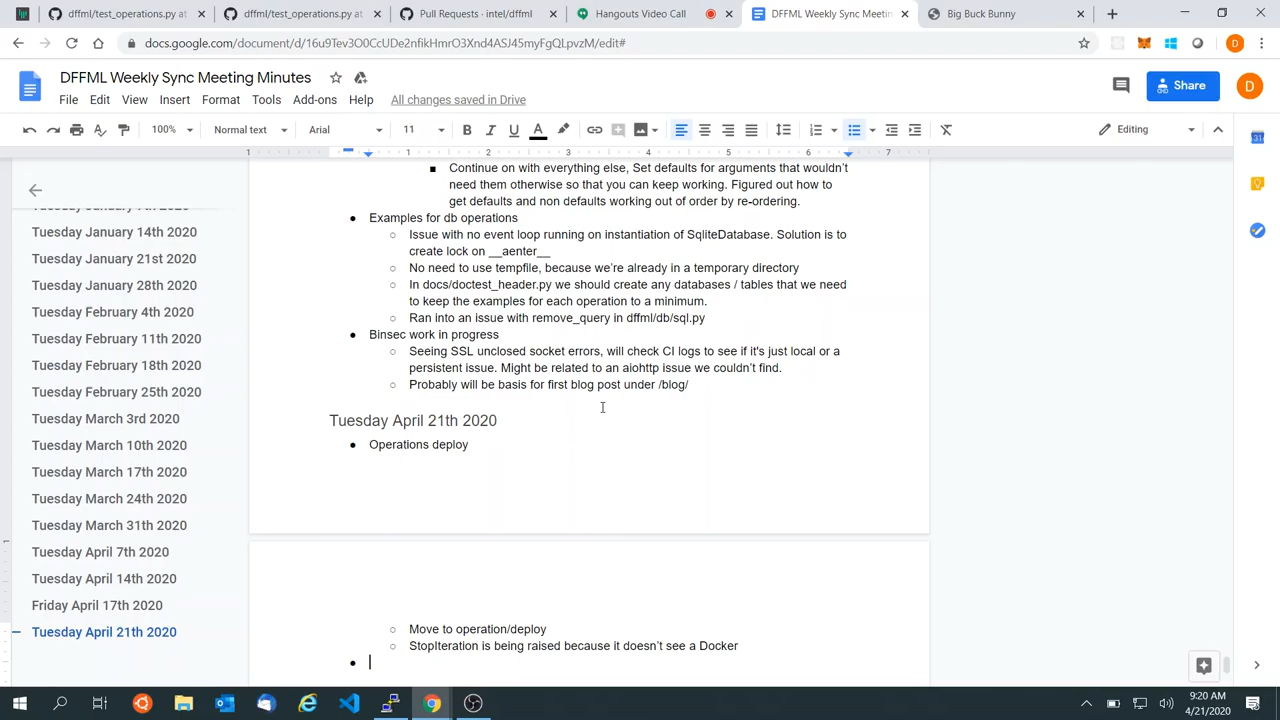 dffml/test_operations.py at
dffml/test_operations.py at
Pull Requests · intel/dffml
Hangouts Video Call
DFFML Weekly Sync Meeting Min
Big Buck Bunny
docs.google.com/document/d/16u9Tev3O0CcUDe2nfikHmrO3Xnd4ASJ45myFgQLpvzM/edit#
D
DFFML Weekly Sync Meeting Minutes
File Edit View Insert Format Tools Add-ons Help All changes saved in Drive
Share
D
100% Normal text Arial 11 Editing
1 1 2 3 4 5 6 7
Tuesday January 7th 2020
Tuesday January 14th 2020
Tuesday January 21st 2020
Tuesday January 28th 2020
Tuesday February 4th 2020
Tuesday February 11th 2020
Tuesday February 18th 2020
Tuesday February 25th 2020
Tuesday March 3rd 2020
Tuesday March 10th 2020
Tuesday March 17th 2020
Tuesday March 24th 2020
Tuesday March 31th 2020
Tuesday April 7th 2020
Tuesday April 14th 2020
Friday April 17th 2020
Tuesday April 21th 2020
Continue on with everything else, Set defaults for arguments that wouldn't
need them otherwise so that you can keep working. Figured out how to
get defaults and non defaults working out of order by re-ordering.
Examples for db operations
Issue with no event loop running on instantiation of SqliteDatabase. Solution is to
create lock on __aenter__
No need to use tempfile, because we're already in a temporary directory
In docs/doctest_header.py we should create any databases / tables that we need
to keep the examples for each operation to a minimum.
Ran into an issue with remove_query in dffml/db/sql.py
Binsec work in progress
Seeing SSL unclosed socket errors, will check CI logs to see if it's just local or a
persistent issue. Might be related to an aiohttp issue we couldn't find.
Probably will be basis for first blog post under /blog/
Tuesday April 21th 2020
Operations deploy
Move to operation/deploy
StopIteration is being raised because it doesn't see a Docker
31
9:20 AM
4/21/2020